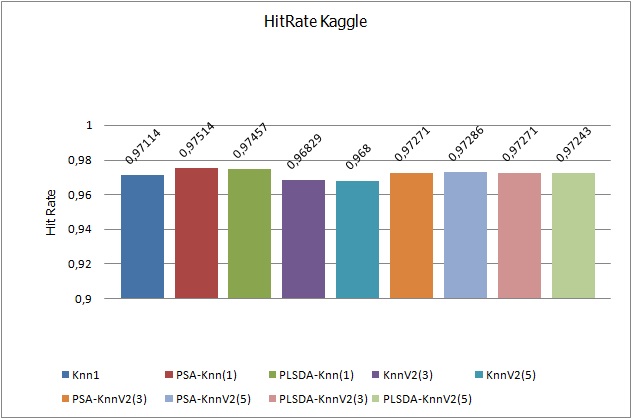 HitRate Kaggle
0,97114 0,97514 0,97457 0,96829 0,968 0,97271 0,97286 0,97271 0,97243
1
0,98
0,96
0,94
0,92
0,9
Hit Rate
Knn1 PSA-Knn(1) PLSDA-Knn(1) KnnV2(3) KnnV2(5)
PSA-KnnV2(3) PSA-KnnV2(5) PLSDA-KnnV2(3) PLSDA-KnnV2(5)